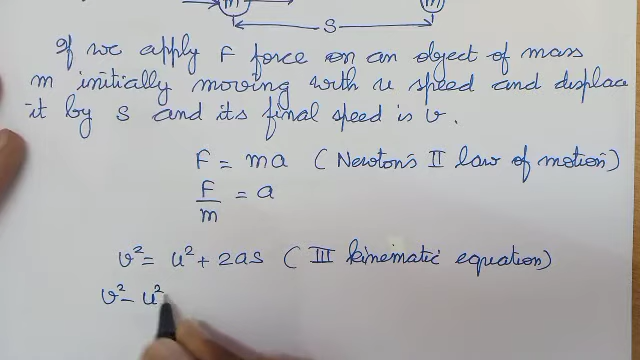 m m
S
If we apply F force on an object of mass
m initially moving with u speed and displace
it by S and its final speed is v.
F = ma (Newton's II law of motion)
F/m = a
v² = u² + 2as (III kinematic equation)
v² - u²